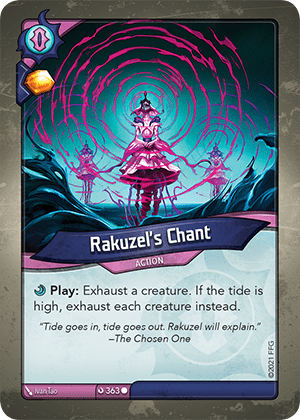 Rakuzel's Chant
ACTION
Play: Exhaust a creature. If the tide is
high, exhaust each creature instead.
"Tide goes in, tide goes out. Rakuzel will explain."
–The Chosen One
Ivan Tao
363
©2021 FFG